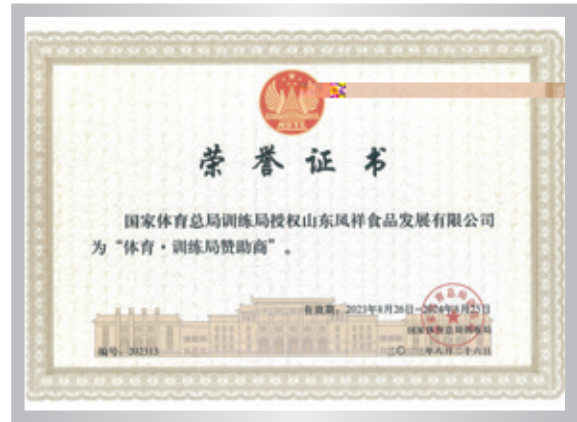 荣誉证书
国家体育总局训练局授权山东凤祥食品发展有限公司
为“体育·训练局赞助商”。
有效期：2023年8月26日-2024年8月25日
国家体育总局训练局
编号：202313
二〇二三年八月二十六日